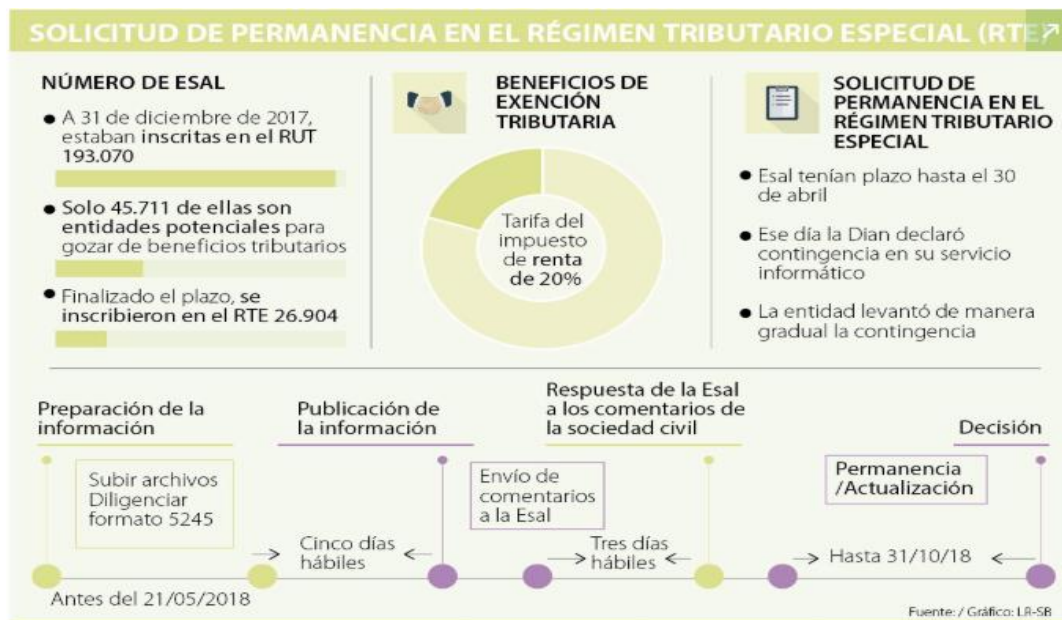 SOLICITUD DE PERMANENCIA EN EL RÉGIMEN TRIBUTARIO ESPECIAL (RTE)
NÚMERO DE ESAL
A 31 de diciembre de 2017,
estaban inscritas en el RUT
193.070
Solo 45.711 de ellas son
entidades potenciales para
gozar de beneficios tributarios
Finalizado el plazo, se
inscribieron en el RTE 26.904
BENEFICIOS DE
EXENCIÓN
TRIBUTARIA
Tarifa del
impuesto
de renta
de 20%
SOLICITUD DE
PERMANENCIA EN EL
RÉGIMEN TRIBUTARIO
ESPECIAL
Esal tenían plazo hasta el 30
de abril
Ese día la Dian declaró
contingencia en su servicio
informático
La entidad levantó de manera
gradual la contingencia
Preparación de la
información
Subir archivos
Diligenciar
formato 5245
Antes del 21/05/2018
Publicación de
la información
Cinco días
hábiles
Envío de
comentarios
a la Esal
Respuesta de la Esal
a los comentarios de
la sociedad civil
Tres días
hábiles
Decisión
Permanencia
/Actualización
Hasta 31/10/18
Fuente: / Gráfico: LR-SB